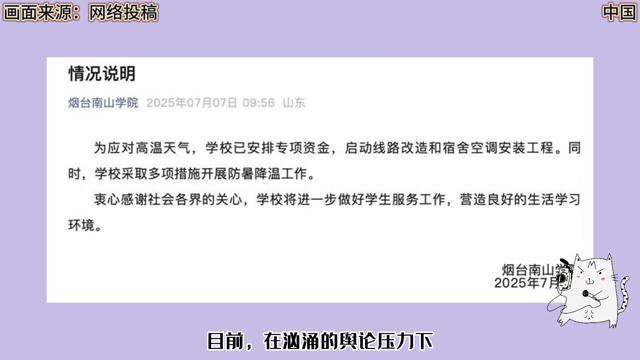 画面来源：网络投稿
中国
情况说明
烟台南山学院 2025年07月07日 09:56 山东
为应对高温天气，学校已安排专项资金，启动线路改造和宿舍空调安装工程。同
时，学校采取多项措施开展防暑降温工作。
衷心感谢社会各界的关心，学校将进一步做好学生服务工作，营造良好的生活学习
环境。
烟台南山学
2025年7月
目前，在汹涌的舆论压力下